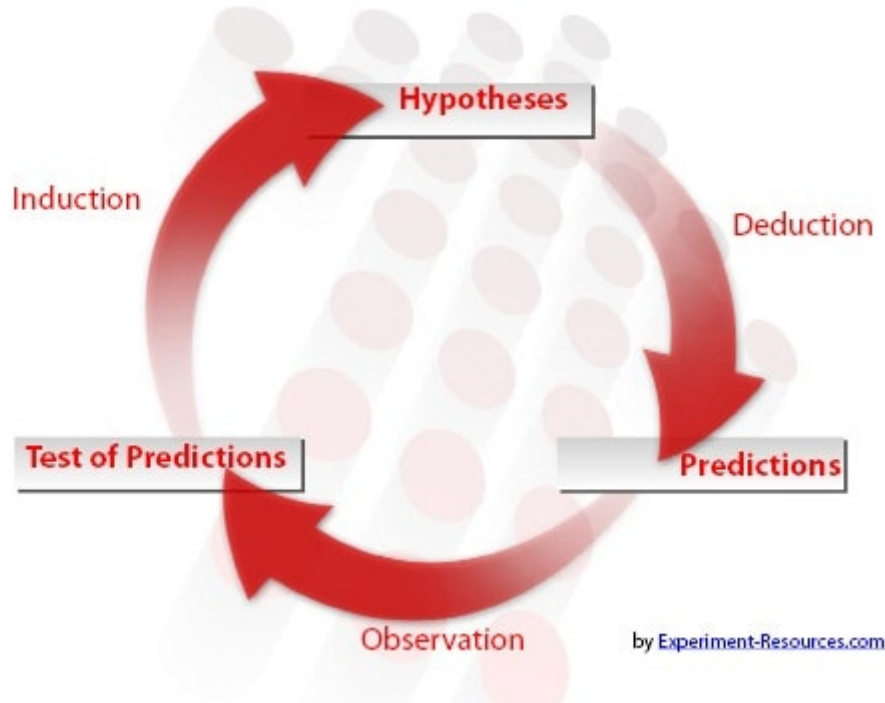 Hypotheses
Induction
Deduction
Test of Predictions
Predictions
Observation
by Experiment-Resources.com